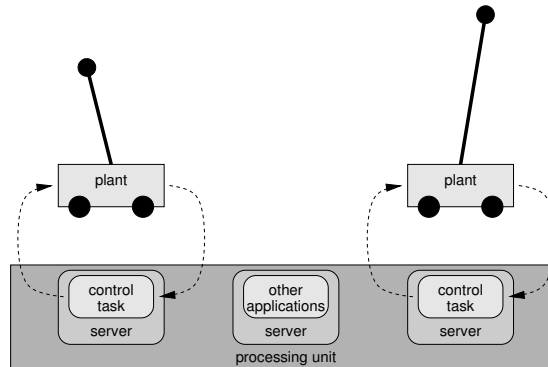 plant
plant
control
task
server
other
applications
server
control
task
server
processing unit